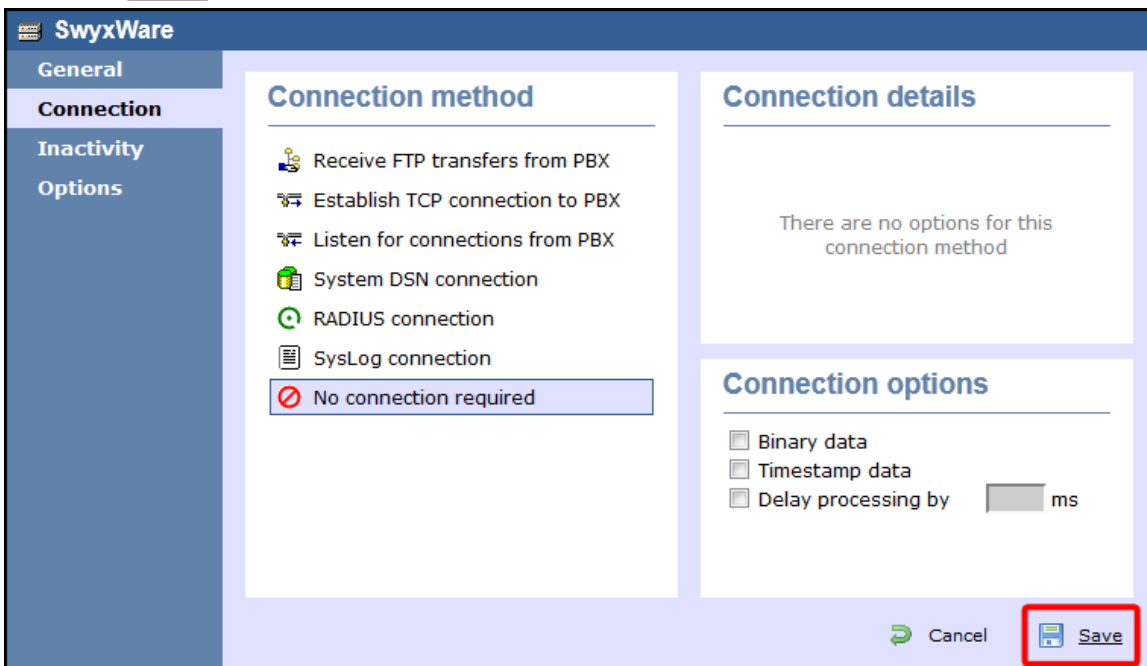 SwyxWare
General
Connection
Inactivity
Options
Connection method
Receive FTP transfers from PBX
Establish TCP connection to PBX
Listen for connections from PBX
System DSN connection
RADIUS connection
SysLog connection
No connection required
Connection details
There are no options for this
connection method
Connection options
Binary data
Timestamp data
Delay processing by ms
Cancel
Save